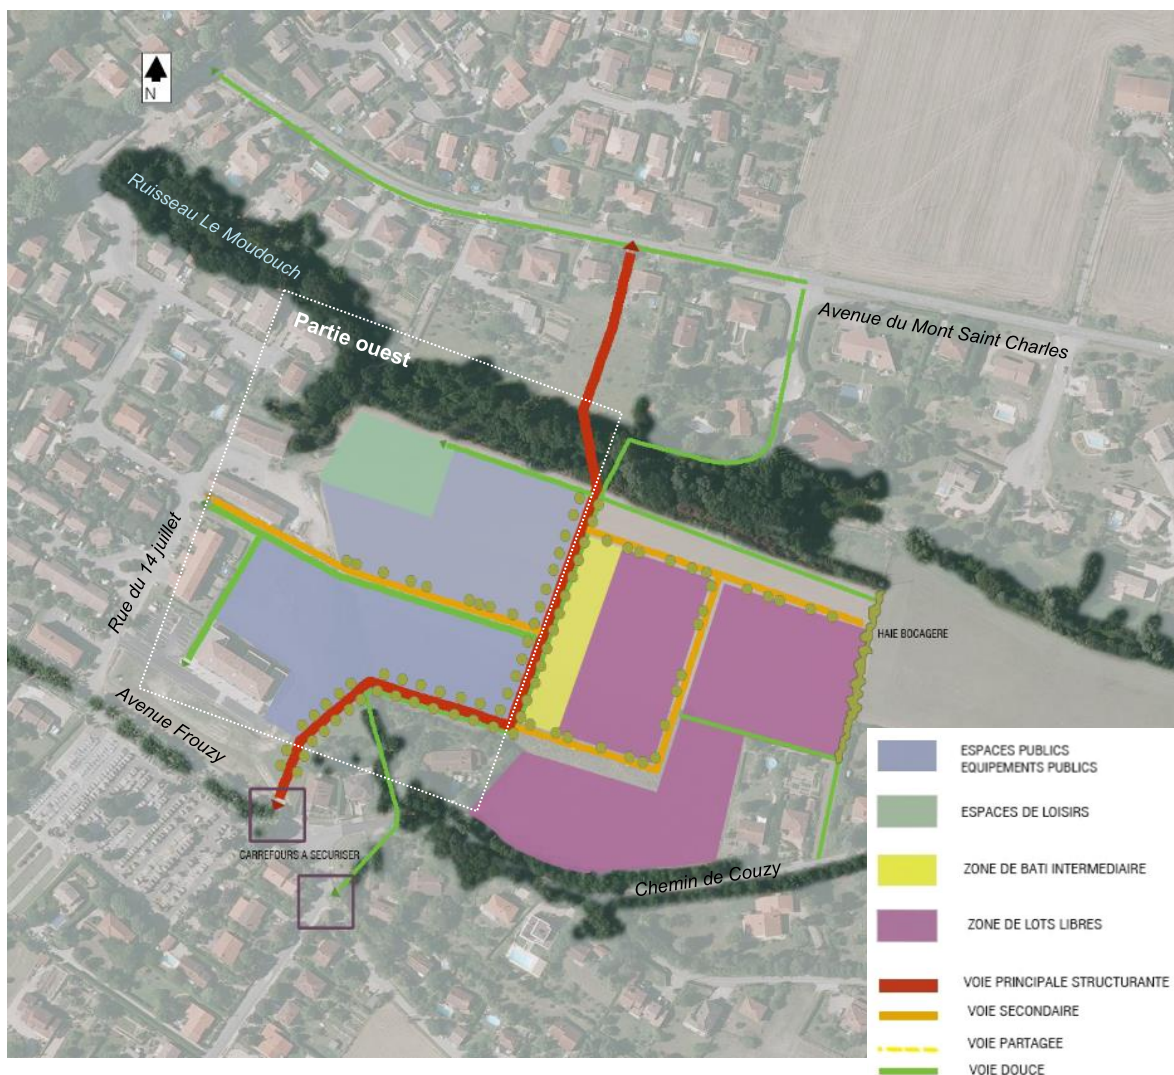 N
Ruisseau Le Moudouch
Partie ouest
Avenue du Mont Saint Charles
Rue du 14 juillet
HAIE BOCAGERE
Avenue Frouzy
CARREFOURS A SECURISER
Chemin de Couzy
ESPACES PUBLICS
EQUIPEMENTS PUBLICS
ESPACES DE LOISIRS
ZONE DE BATI INTERMEDIAIRE
ZONE DE LOTS LIBRES
VOIE PRINCIPALE STRUCTURANTE
VOIE SECONDAIRE
VOIE PARTAGEE
VOIE DOUCE